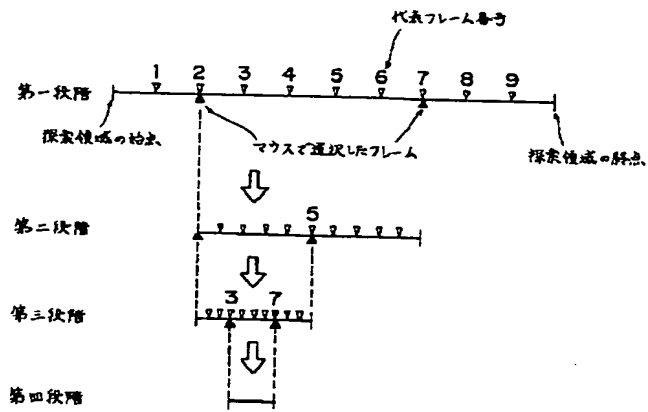 代表フレーム番号
1 2 3 4 5 6 7 8 9
第一段階
探索領域の始点
マウスで選択したフレーム
探索領域の終点
5
第二段階
3 7
第三段階
第四段階